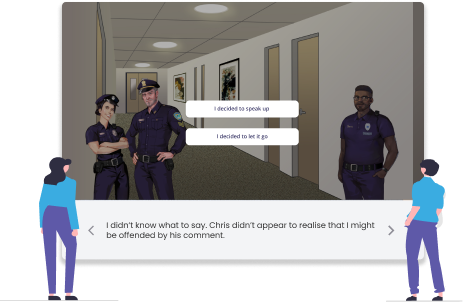 I decided to speak up
I decided to let it go
I didn't know what to say. Chris didn't appear to realise that I might
be offended by his comment.